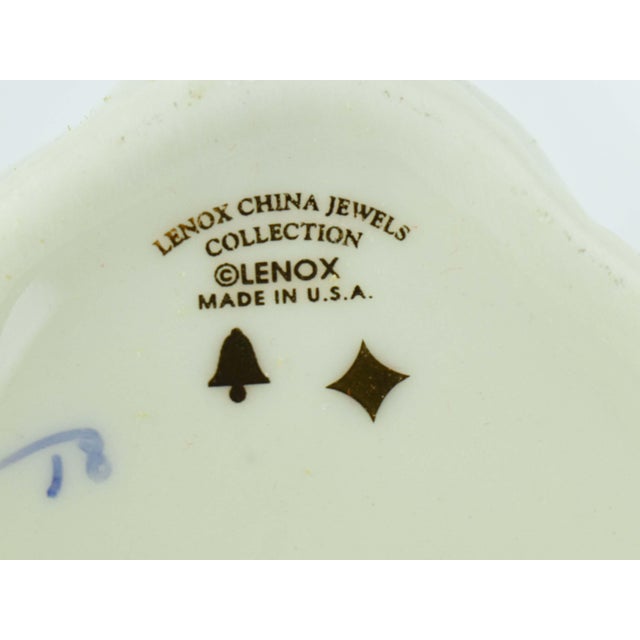 LENOX CHINA JEWELS
COLLECTION
©LENOX
MADE IN U.S.A.